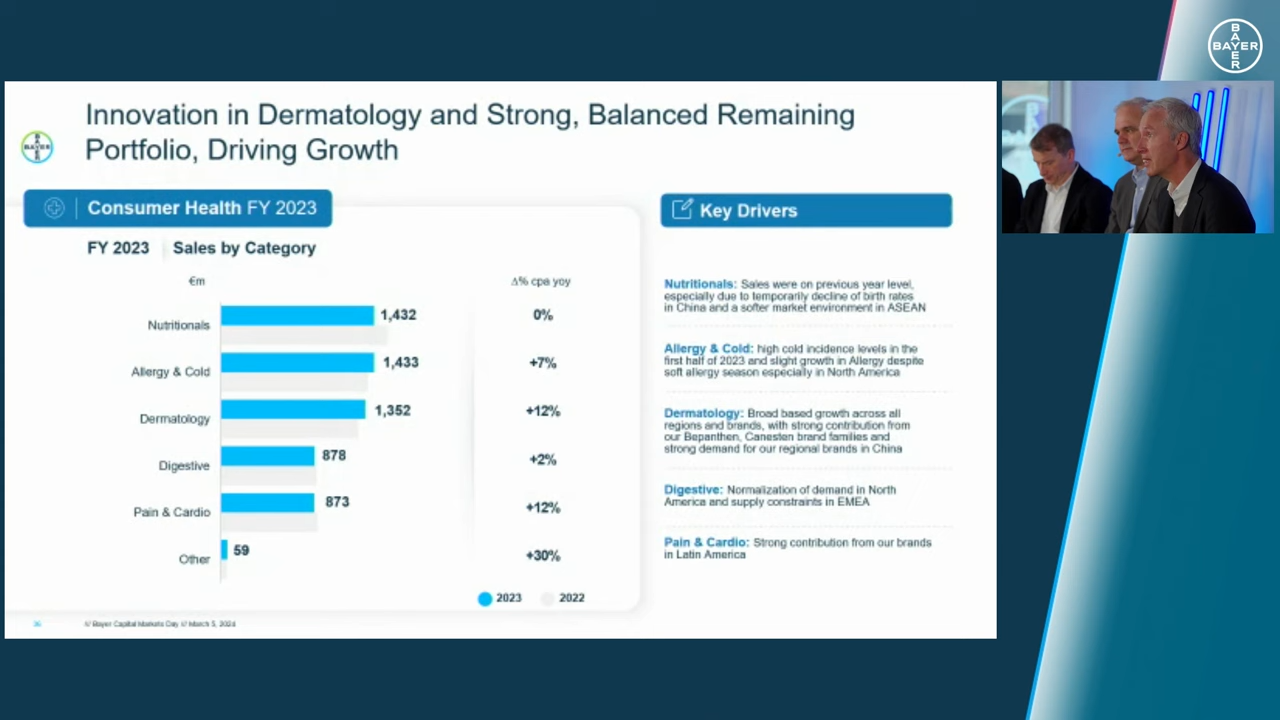 BAYER
BAYER
Innovation in Dermatology and Strong, Balanced Remaining
Portfolio, Driving Growth
BAYER
BAYER
Consumer Health FY 2023
FY 2023 Sales by Category
€m
Δ% cpa yoy
Nutritionals 1,432 0%
Allergy & Cold 1,433 +7%
Dermatology 1,352 +12%
Digestive 878 +2%
Pain & Cardio 873 +12%
Other 59 +30%
2023 2022
Key Drivers
Nutritionals: Sales were on previous year level,
especially due to temporarily decline of birth rates
in China and a softer market environment in ASEAN
Allergy & Cold: high cold incidence levels in the
first half of 2023 and slight growth in Allergy despite
soft allergy season especially in North America
Dermatology: Broad based growth across all
regions and brands, with strong contribution from
our Bepanthen, Canesten brand families and
strong demand for our regional brands in China
Digestive: Normalization of demand in North
America and supply constraints in EMEA
Pain & Cardio: Strong contribution from our brands
in Latin America
// Bayer Capital Markets Day // March 5, 2024